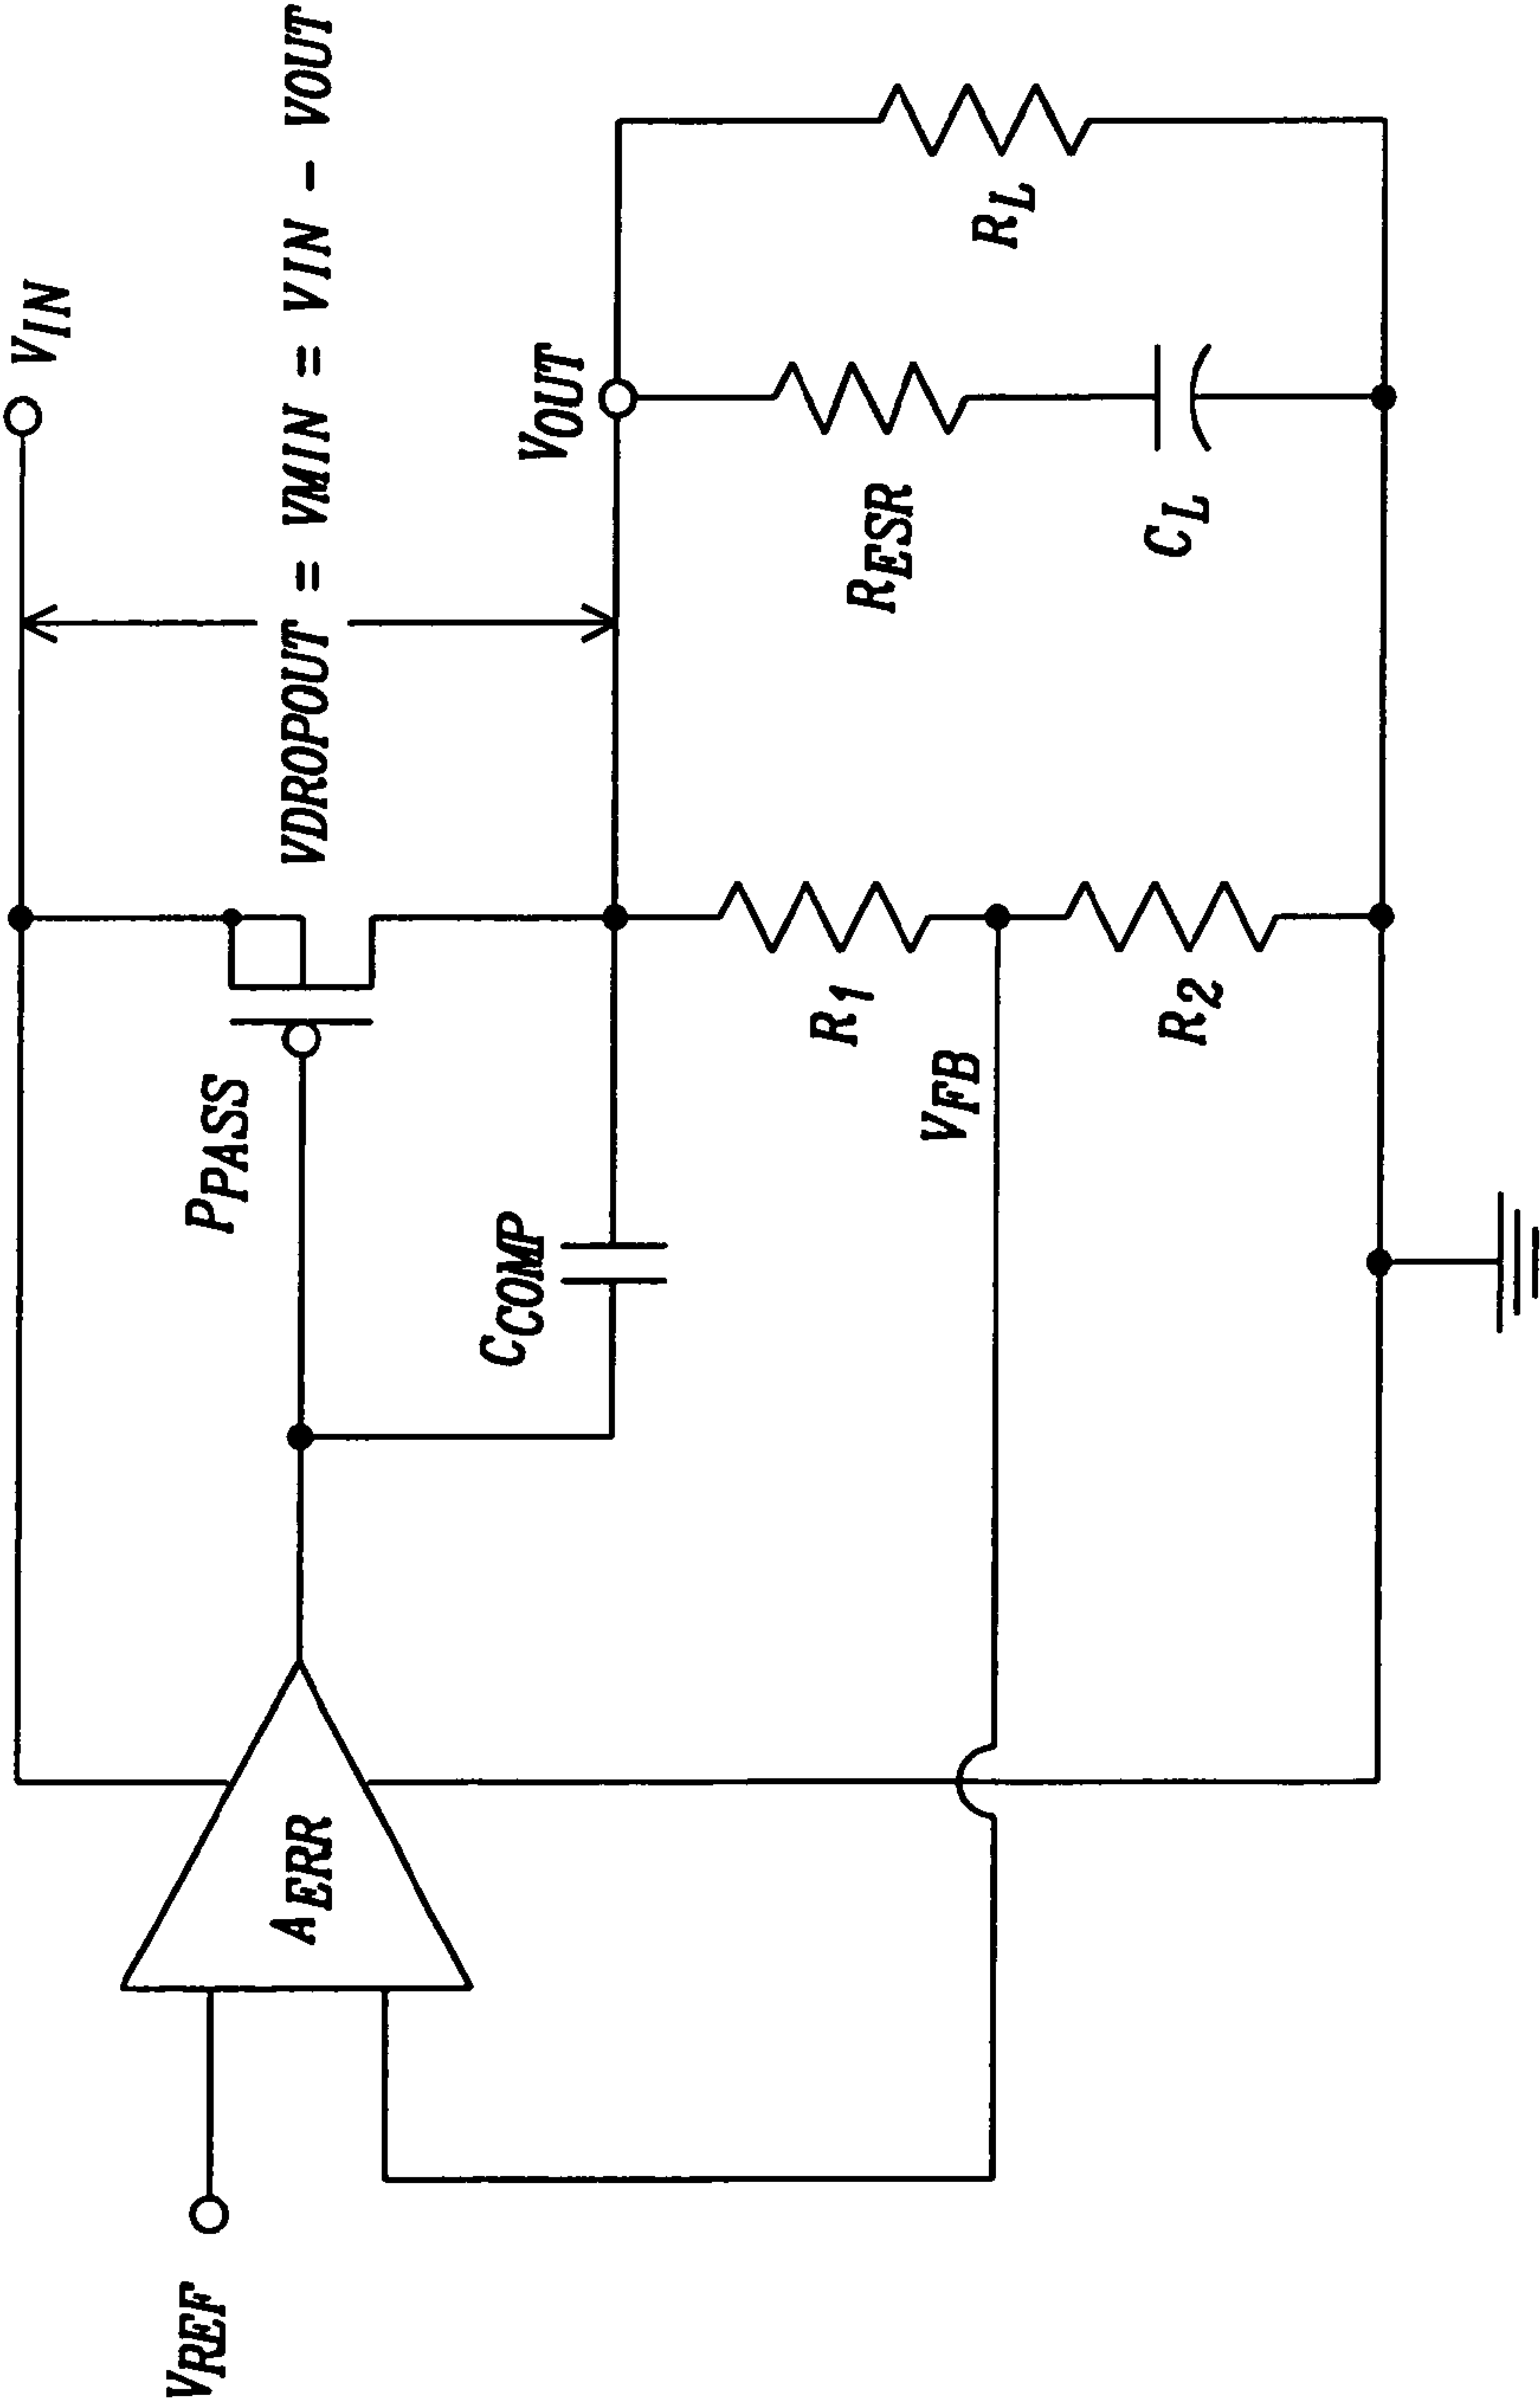 VIN
VDROPOUT = VMIN = VIN - VOUT
PPASS
VOUT
AERR
CCOMP
VREF
R1
RESR
RL
VFB
R2
CL